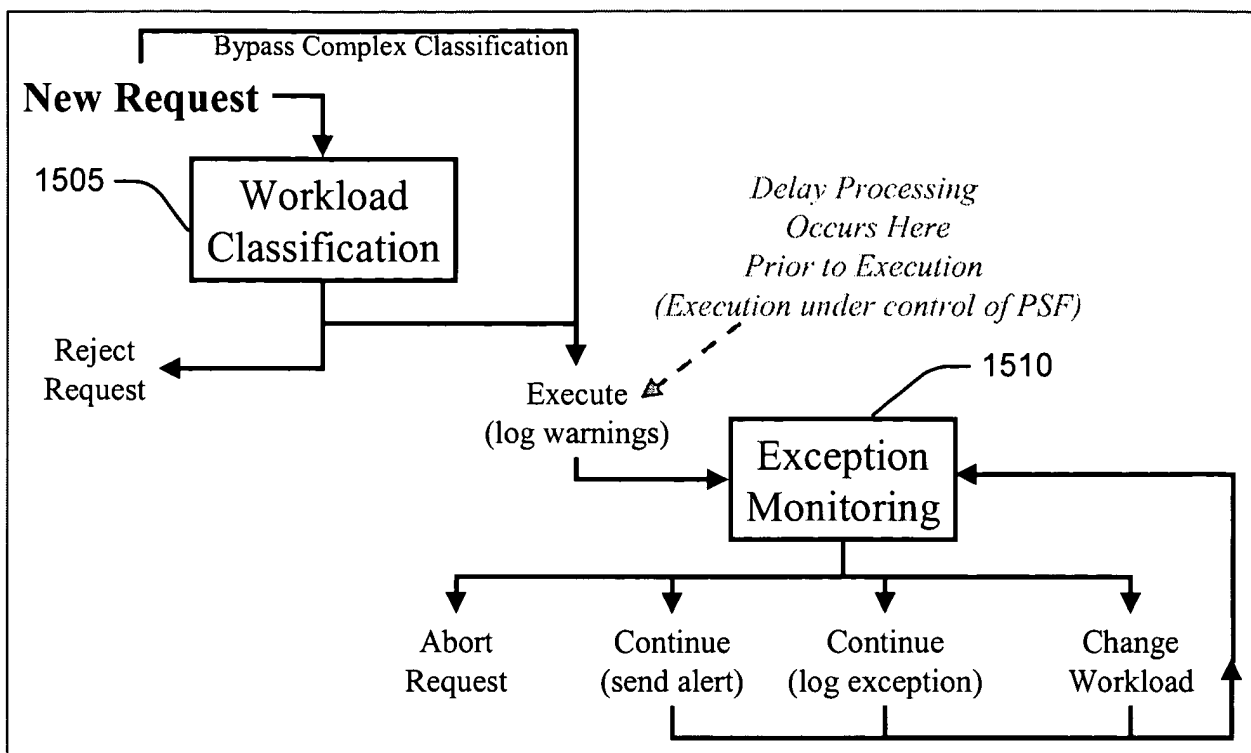 Bypass Complex Classification
New Request
1505
Workload
Classification
Delay Processing
Occurs Here
Prior to Execution
(Execution under control of PSF)
Reject
Request
1510
Execute
(log warnings)
Exception
Monitoring
Abort
Request
Continue
(send alert)
Continue
(log exception)
Change
Workload